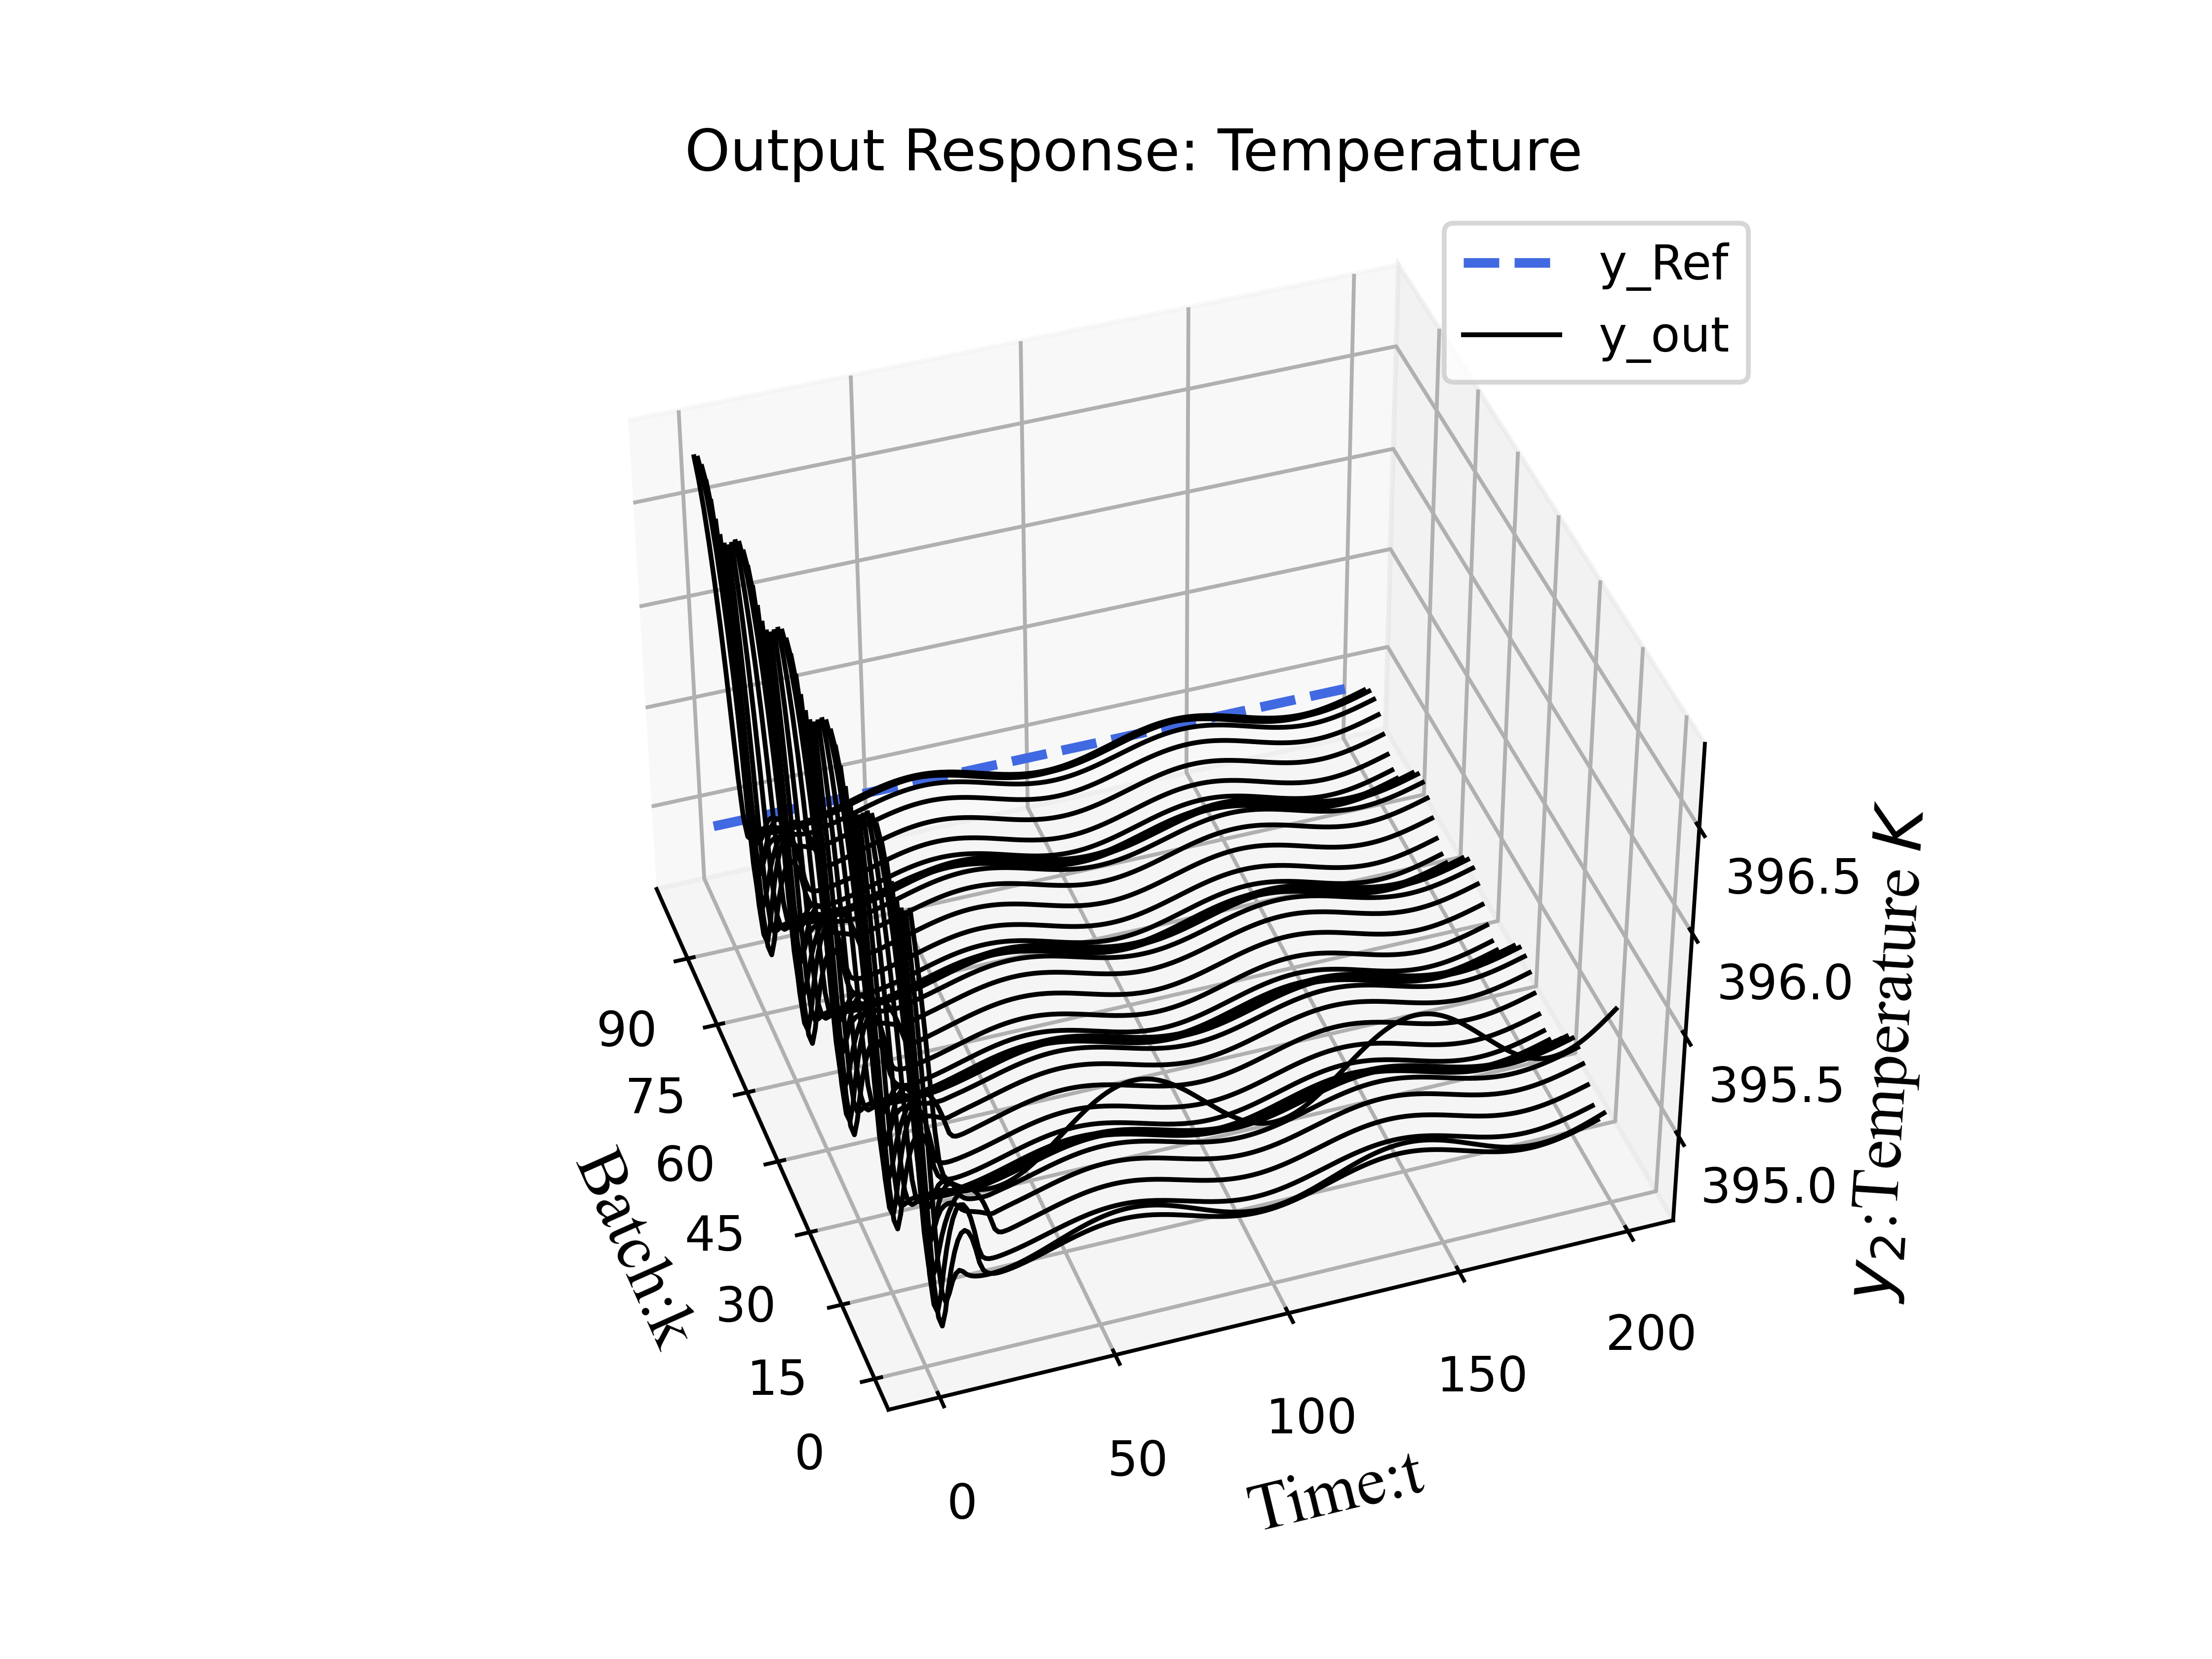 Output Response: Temperature
y_Ref
y_out
396.5
396.0
395.5
395.0
y₂:Temperature K
90
75
60
45
30
15
0
Batch:k
0
50
100
150
200
Time:t